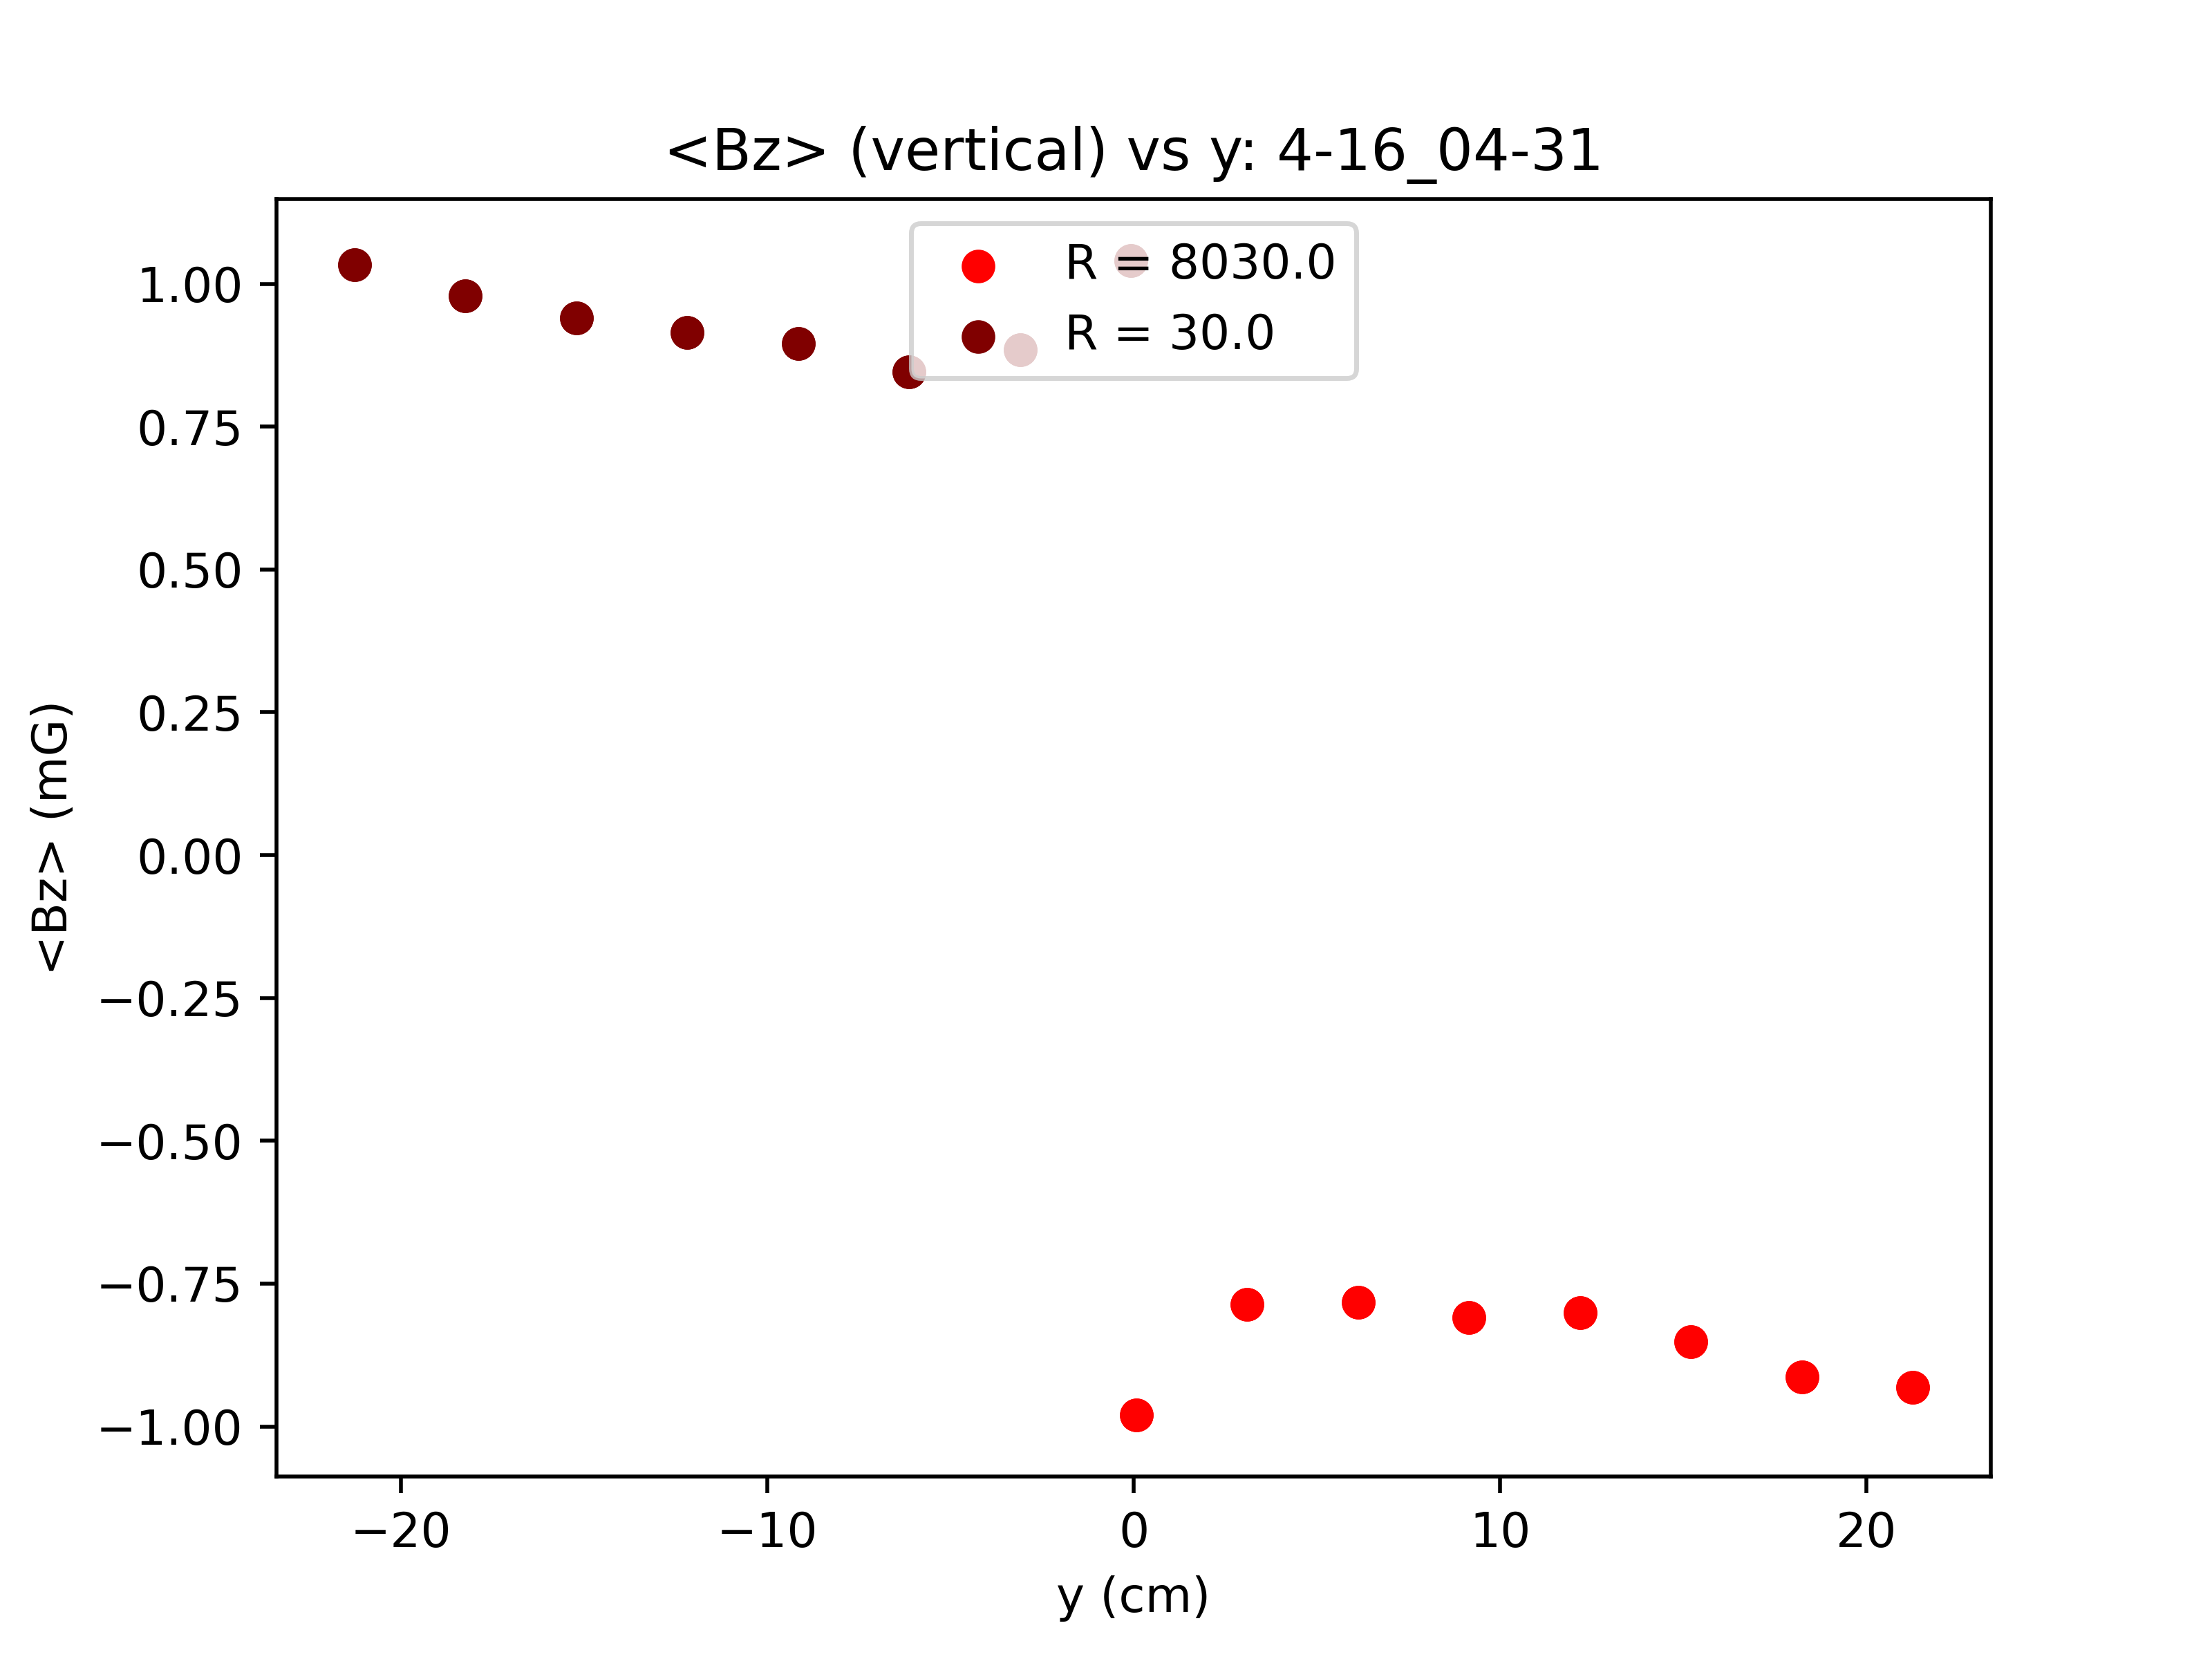 <Bz> (vertical) vs y: 4-16_04-31
R = 8030.0
R = 30.0
1.00
0.75
0.50
0.25
0.00
−0.25
−0.50
−0.75
−1.00
<Bz> (mG)
−20
−10
0
10
20
y (cm)